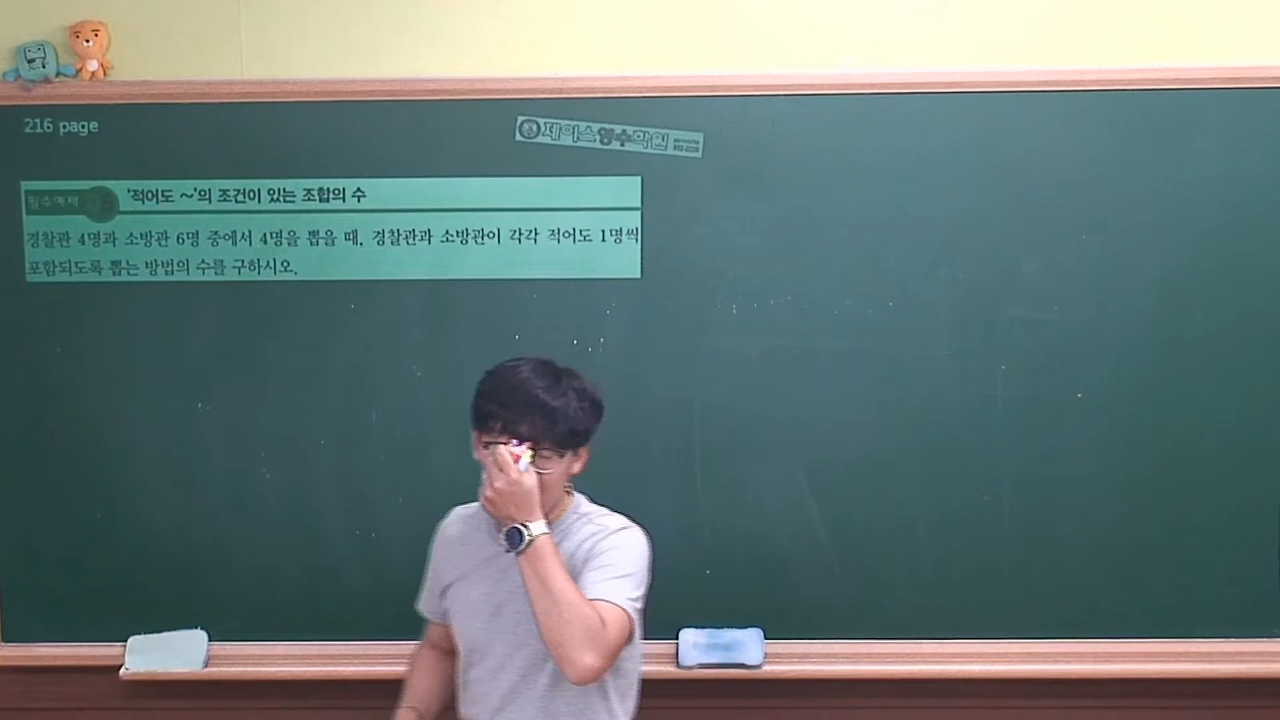 216 page
제이스영수학원
필수예제
'적어도 ~'의 조건이 있는 조합의 수
경찰관 4명과 소방관 6명 중에서 4명을 뽑을 때, 경찰관과 소방관이 각각 적어도 1명씩
포함되도록 뽑는 방법의 수를 구하시오.